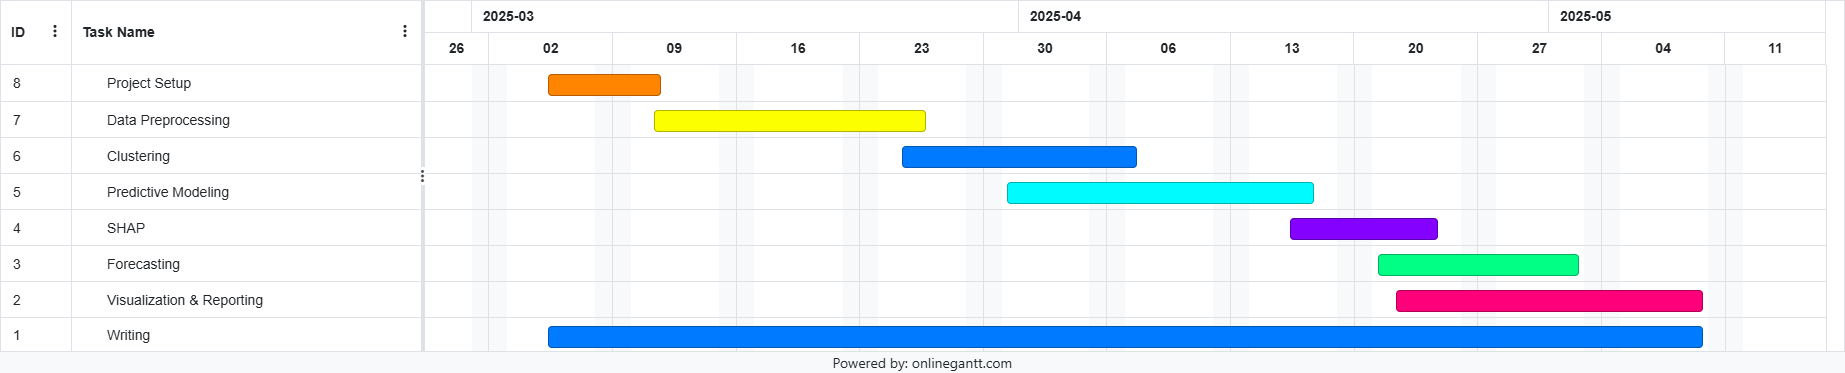 ID Task Name 2025-03 2025-04 2025-05
26 02 09 16 23 30 06 13 20 27 04 11
8 Project Setup
7 Data Preprocessing
6 Clustering
5 Predictive Modeling
4 SHAP
3 Forecasting
2 Visualization & Reporting
1 Writing
Powered by: onlinegantt.com